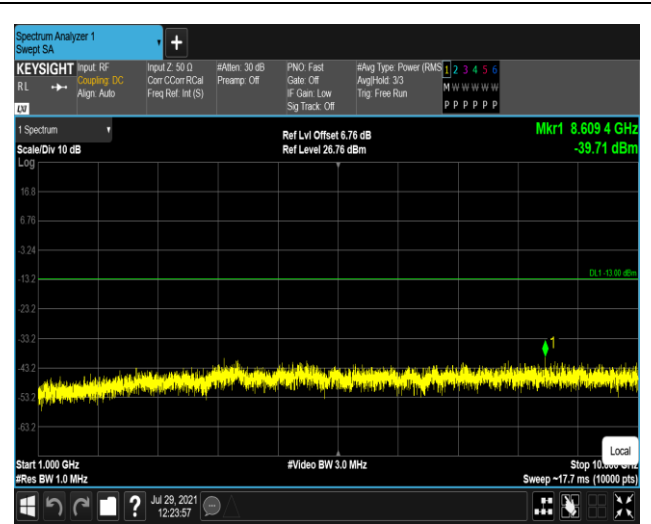 Spectrum Analyzer 1
Swept SA
+
KEYSIGHT
RL
LXI
Input: RF
Coupling: DC
Align: Auto
Input Z: 50 Ω
Corr CCorr RCal
Freq Ref: Int (S)
#Atten: 30 dB
Preamp: Off
PNO: Fast
Gate: Off
IF Gain: Low
Sig Track: Off
#Avg Type: Power (RMS
Avg|Hold: 3/3
Trig: Free Run
1 2 3 4 5 6
M W W W W W
P P P P P P
1 Spectrum
Scale/Div 10 dB
Log
Ref Lvl Offset 6.76 dB
Ref Level 26.76 dBm
Mkr1 8.609 4 GHz
-39.71 dBm
16.8
6.76
-3.24
-13.2
DL1 -13.00 dBm
-23.2
-33.2
1
-43.2
-53.2
-63.2
Local
Start 1.000 GHz
#Res BW 1.0 MHz
#Video BW 3.0 MHz
Stop 10.000 GHz
Sweep ~17.7 ms (10000 pts)
?
Jul 29, 2021
12:23:57